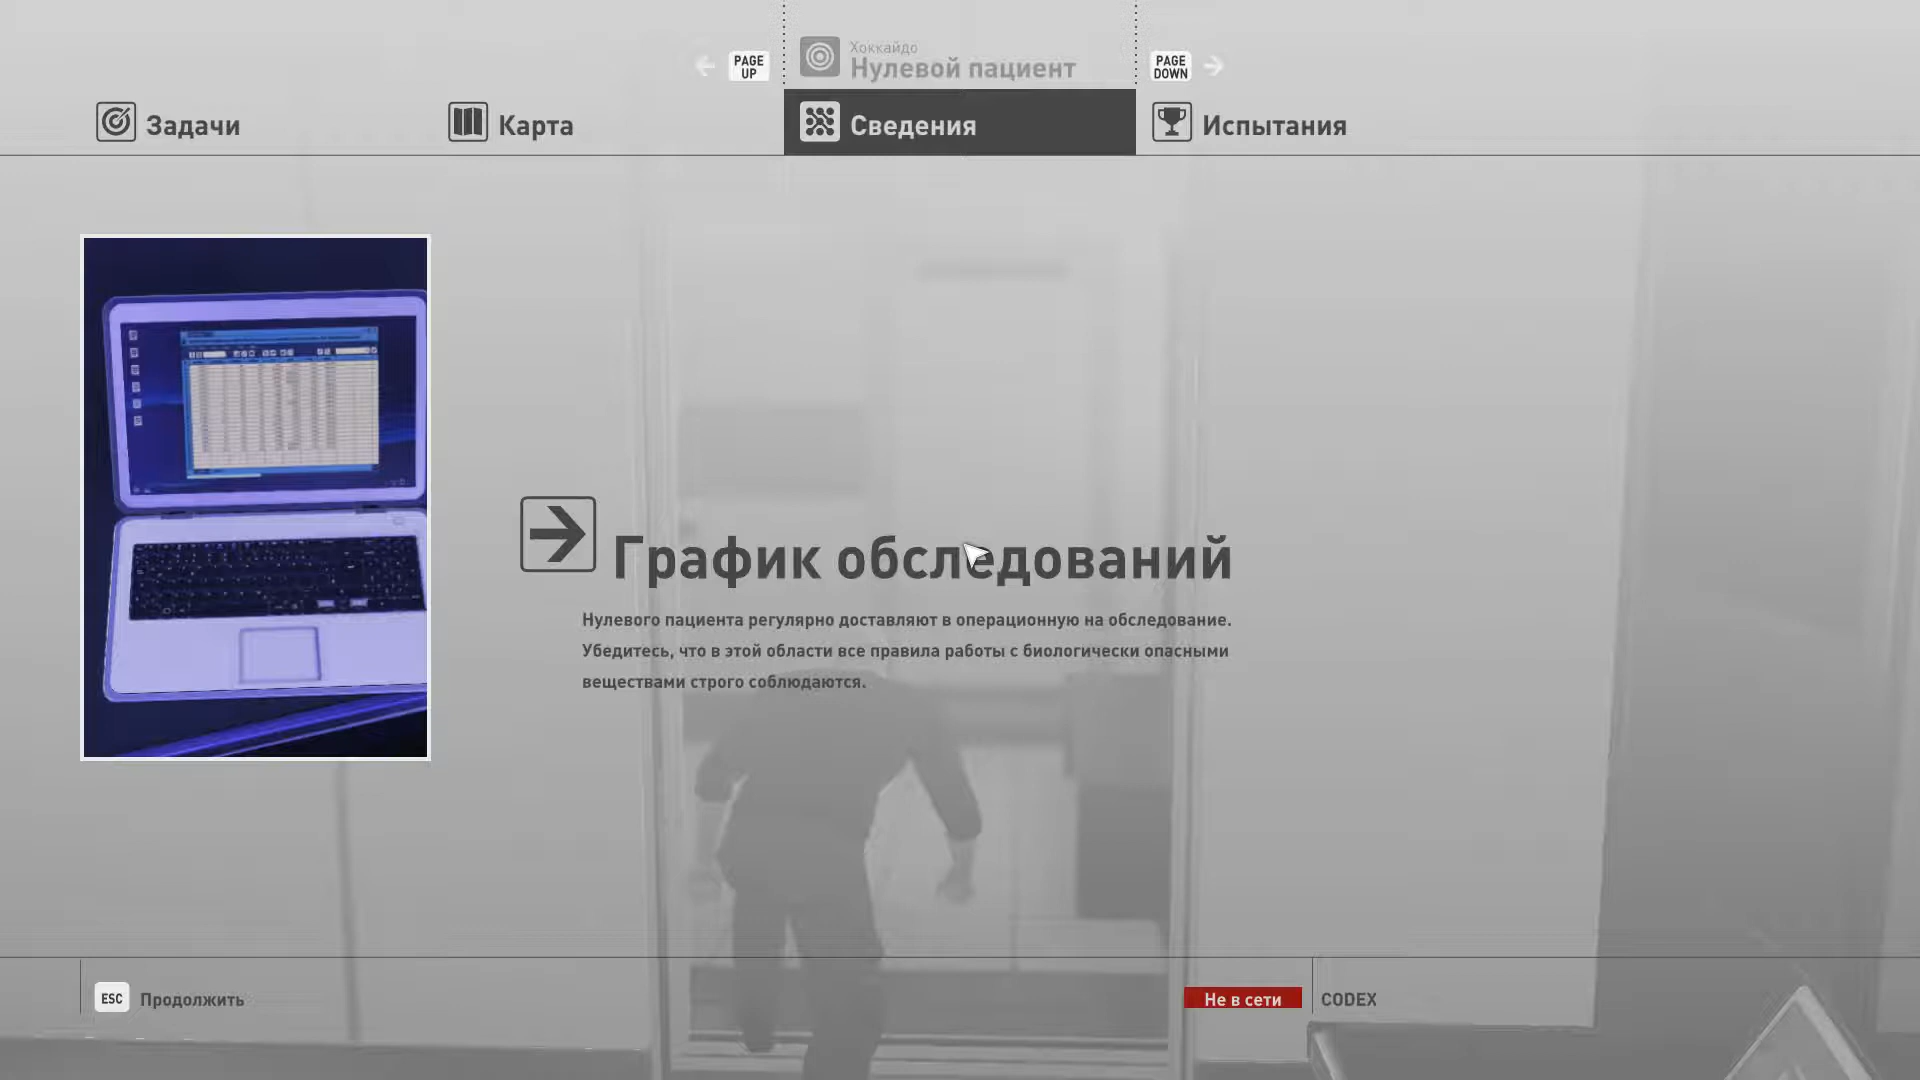 Хоккайдо
PAGE UP
Нулевой пациент
PAGE DOWN
Задачи
Карта
Сведения
Испытания
График обследований
Нулевого пациента регулярно доставляют в операционную на обследование.
Убедитесь, что в этой области все правила работы с биологически опасными
веществами строго соблюдаются.
ESC
Продолжить
Не в сети
CODEX